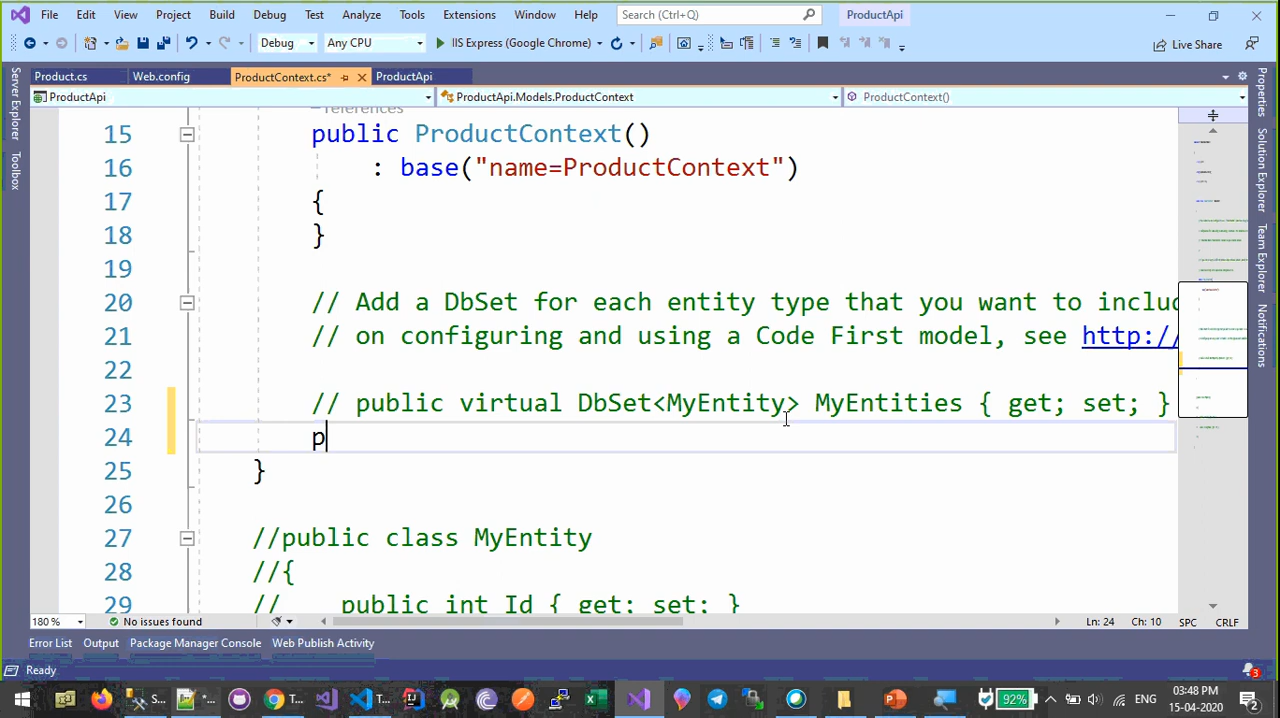 File Edit View Project Build Debug Test Analyze Tools Extensions Window Help Search (Ctrl+Q) ProductApi
Debug Any CPU IIS Express (Google Chrome) Live Share
Product.cs Web.config ProductContext.cs* ProductApi
ProductApi ProductApi.Models.ProductContext ProductContext()
Server Explorer
Toolbox
Properties
Solution Explorer
Team Explorer
Notifications
references
15 public ProductContext()
16 : base("name=ProductContext")
17 {
18 }
19
20 // Add a DbSet for each entity type that you want to inclu
21 // on configuring and using a Code First model, see http://
22
23 // public virtual DbSet<MyEntity> MyEntities { get; set; }
24 p
25 }
26
27 //public class MyEntity
28 //{
29 // public int Id { get; set; }
180 % No issues found Ln: 24 Ch: 10 SPC CRLF
Error List Output Package Manager Console Web Publish Activity
Ready 3
S... *... T... T... 92% ENG 03:48 PM
15-04-2020 2